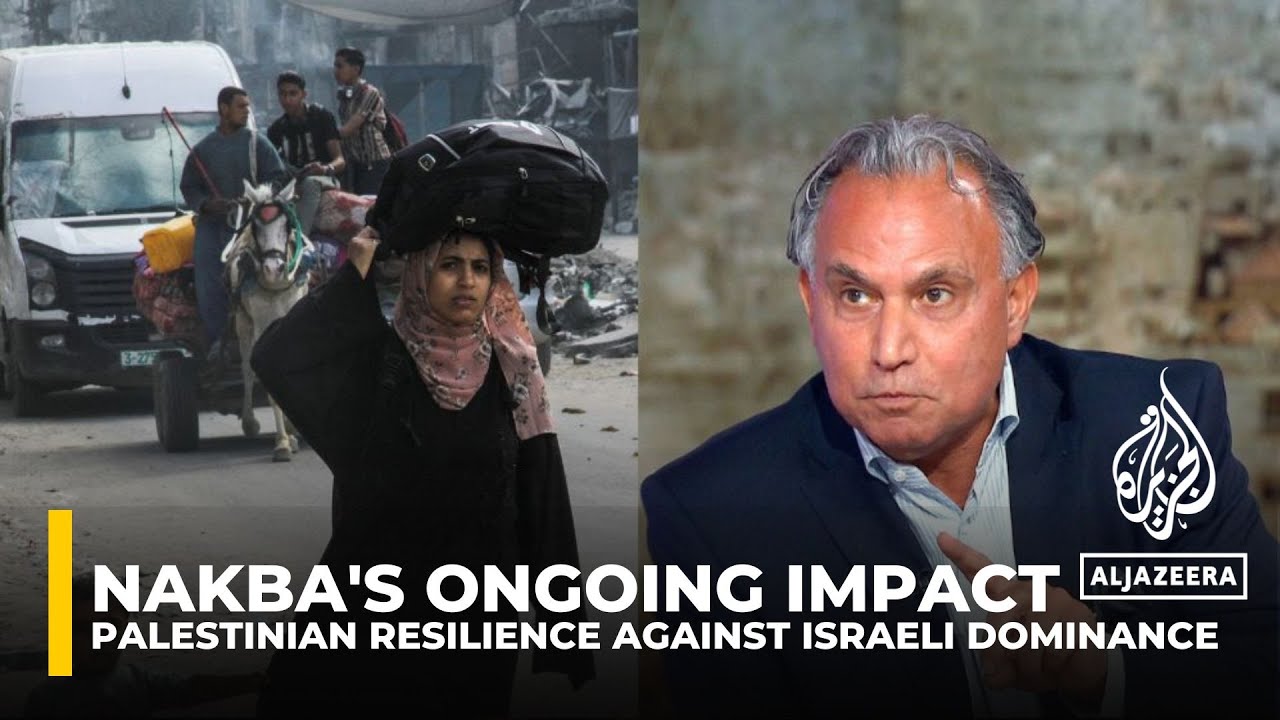 NAKBA'S ONGOING IMPACT
PALESTINIAN RESILIENCE AGAINST ISRAELI DOMINANCE
الجزيرة
ALJAZEERA